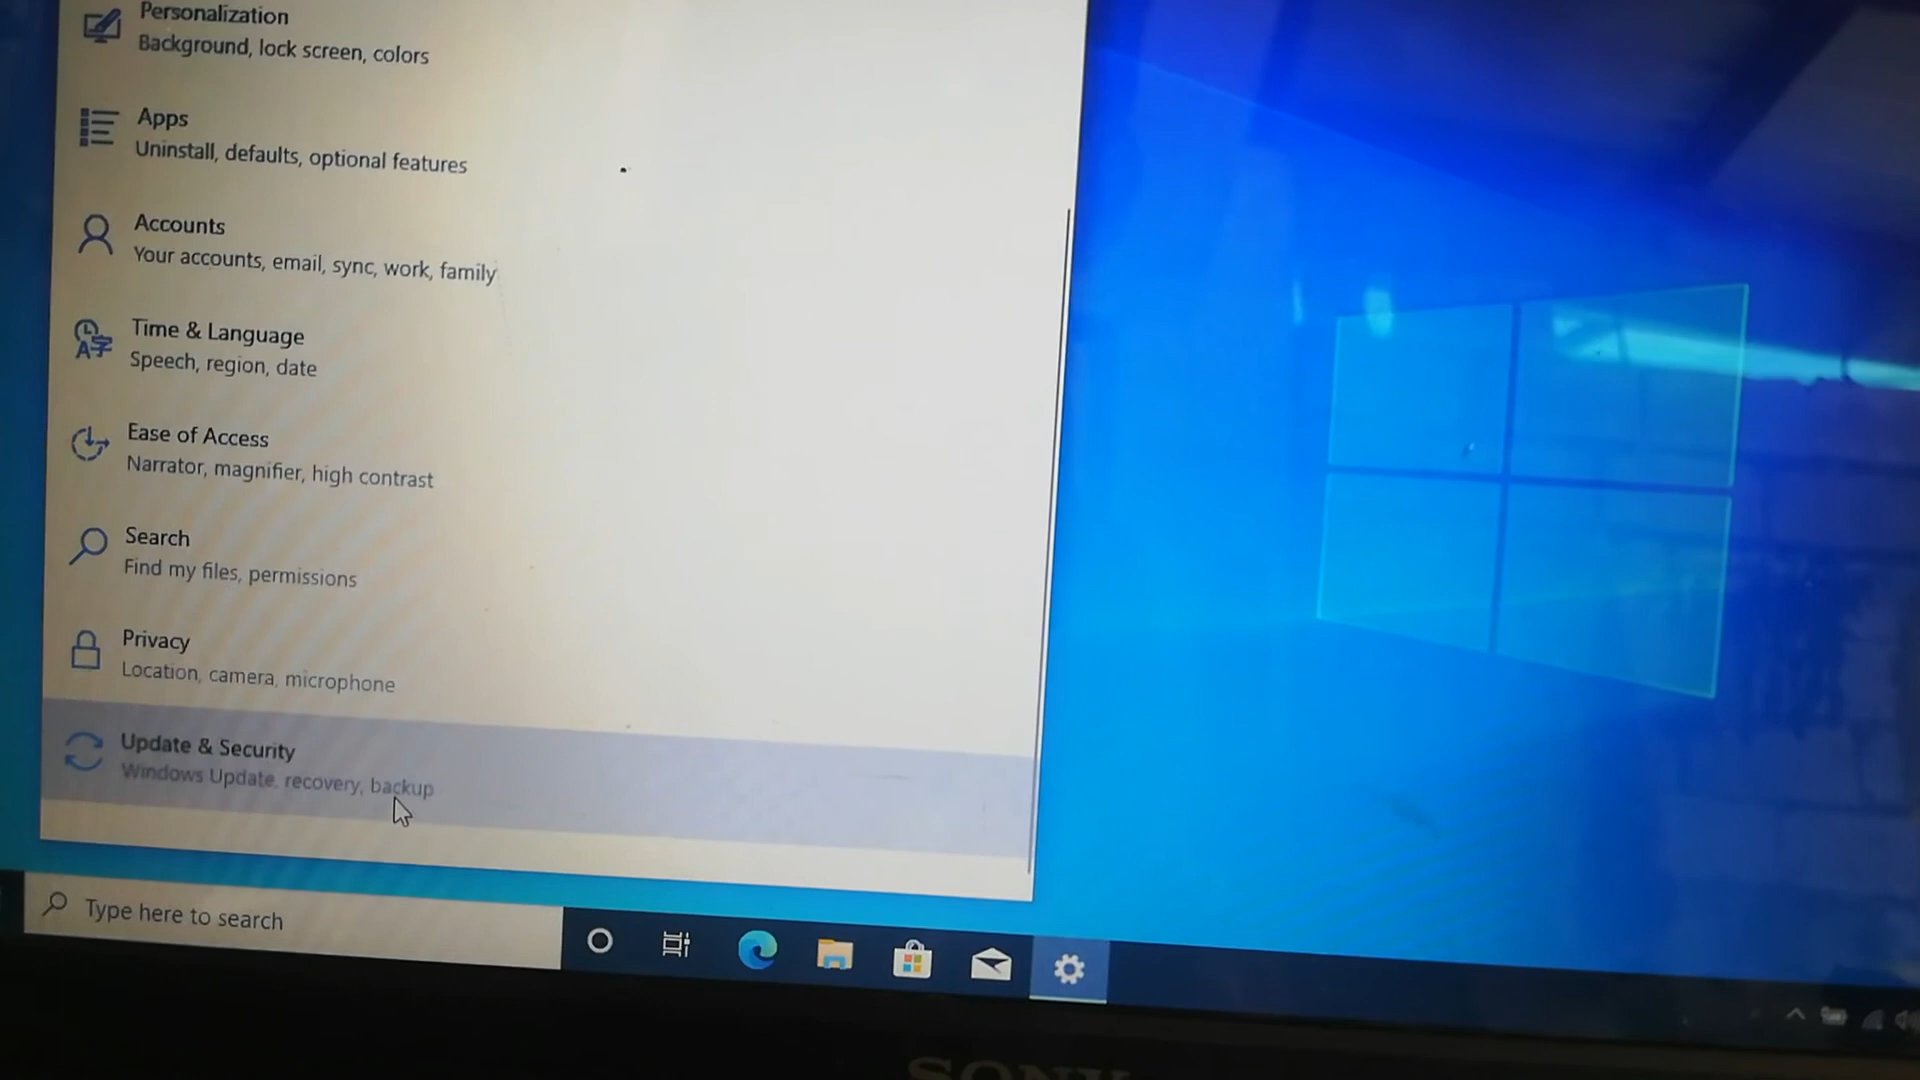 Personalization
Background, lock screen, colors
Apps
Uninstall, defaults, optional features
Accounts
Your accounts, email, sync, work, family
Time & Language
Speech, region, date
Ease of Access
Narrator, magnifier, high contrast
Search
Find my files, permissions
Privacy
Location, camera, microphone
Update & Security
Windows Update, recovery, backup
Type here to search
SONY